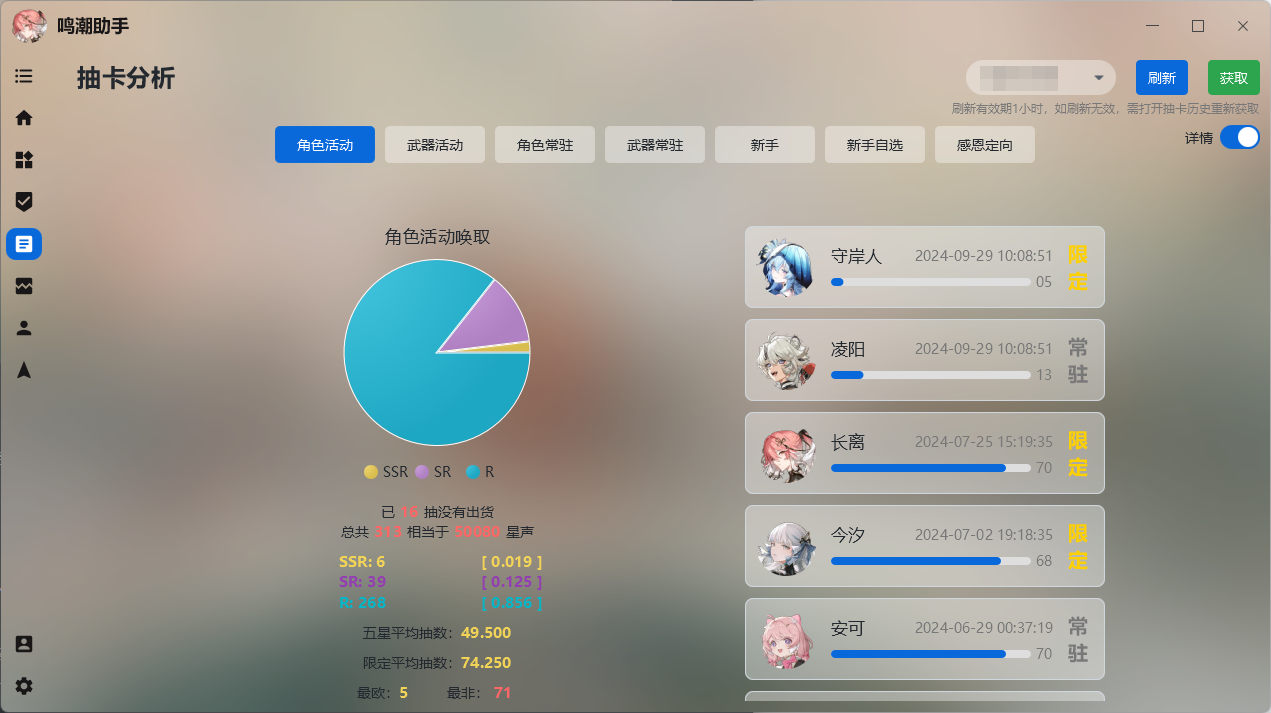 鸣潮助手
抽卡分析
刷新
获取
刷新有效期1小时，如刷新无效，需打开抽卡历史重新获取
角色活动
武器活动
角色常驻
武器常驻
新手
新手自选
感恩定向
详情
角色活动唤取
SSR SR R
已 16 抽没有出货
总共 313 相当于 50080 星声
SSR: 6 [ 0.019 ]
SR: 39 [ 0.125 ]
R: 268 [ 0.856 ]
五星平均抽数: 49.500
限定平均抽数: 74.250
最欧: 5 最非: 71
守岸人 2024-09-29 10:08:51 限定
05
凌阳 2024-09-29 10:08:51 常驻
13
长离 2024-07-25 15:19:35 限定
70
今汐 2024-07-02 19:18:35 限定
68
安可 2024-06-29 00:37:19 常驻
70